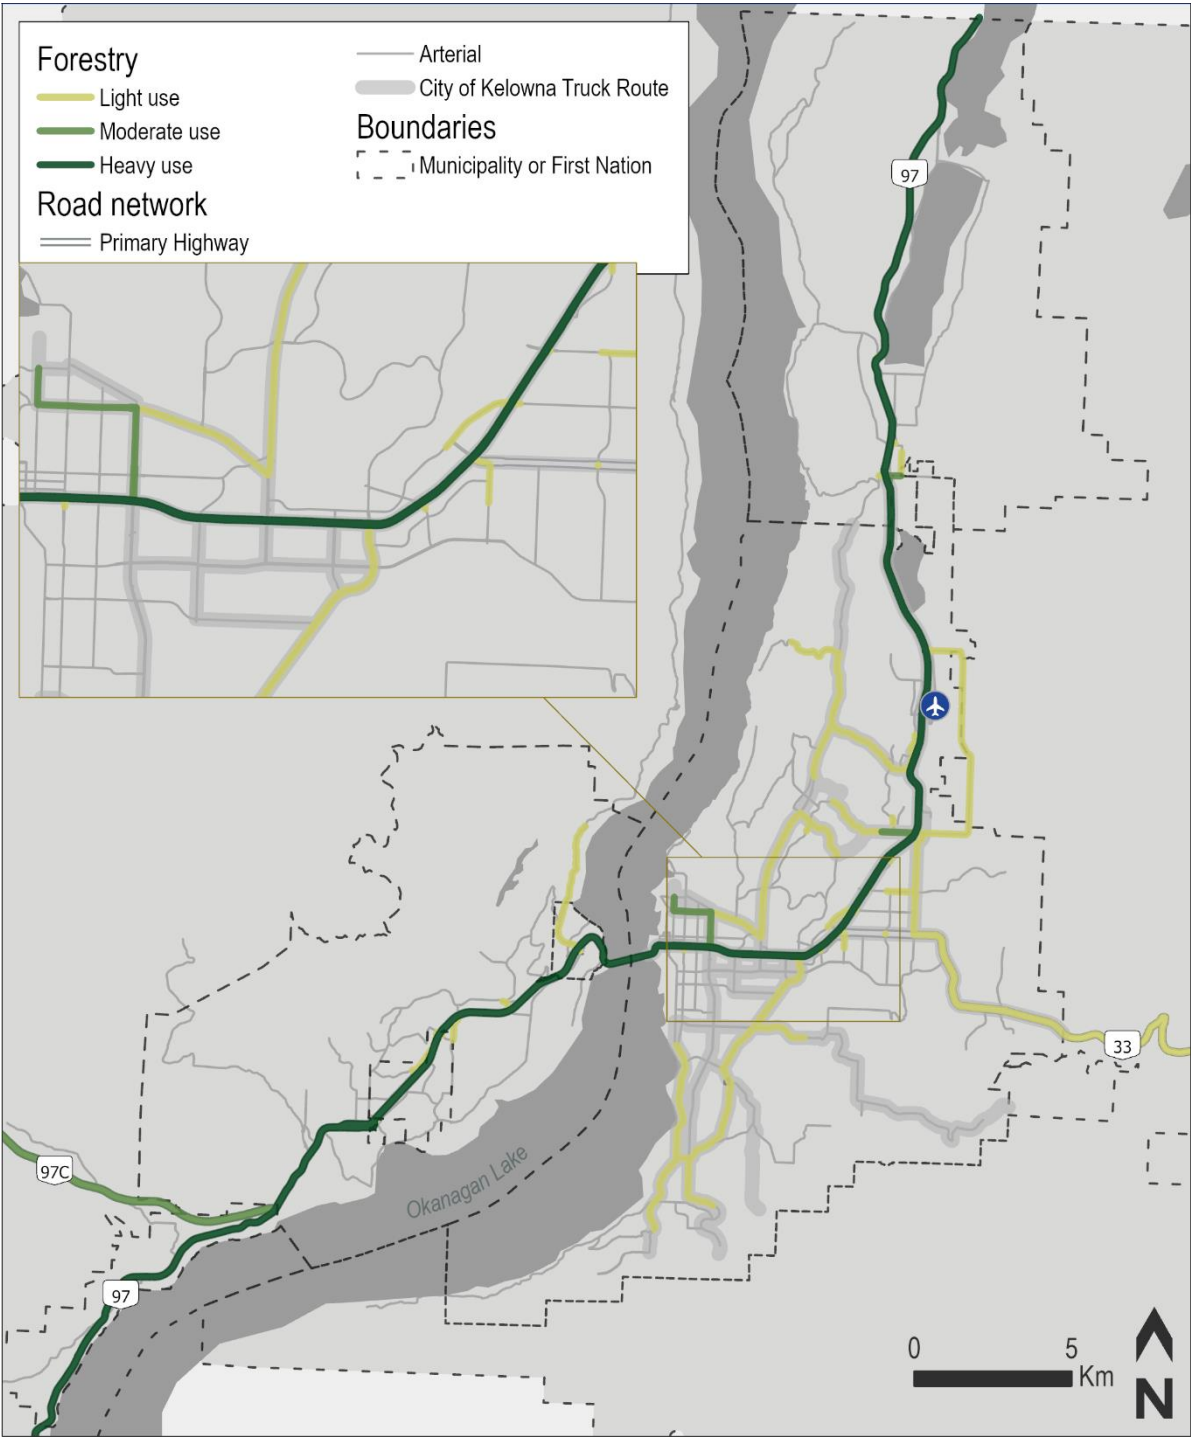 Forestry
Light use
Moderate use
Heavy use
Road network
Primary Highway
Arterial
City of Kelowna Truck Route
Boundaries
Municipality or First Nation
97
33
97C
Okanagan Lake
97
0 5
Km
N